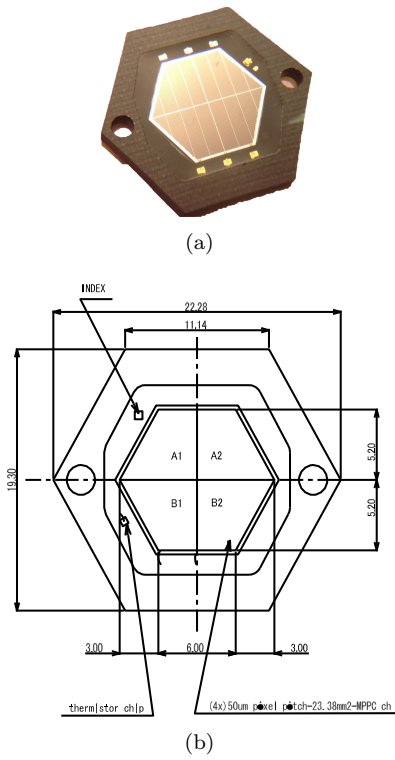 (a)
INDEX
22.28
11.14
A1 A2
B1 B2
19.30
5.20
5.20
3.00 6.00 3.00
thermistor chip
(4x)50um pixel pitch-23.38mm2-MPPC ch
(b)